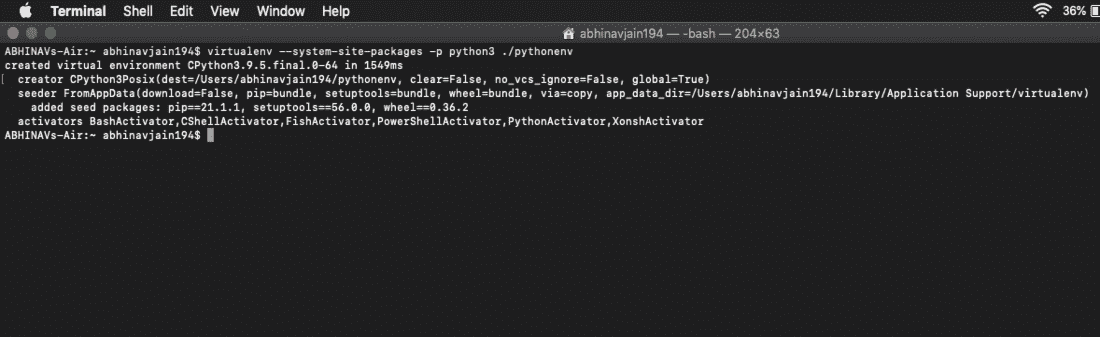 Terminal Shell Edit View Window Help 36%
abhinavjain194 — -bash — 204×63
ABHINAVs-Air:~ abhinavjain194$ virtualenv --system-site-packages -p python3 ./pythonenv
created virtual environment CPython3.9.5.final.0-64 in 1549ms
[ creator CPython3Posix(dest=/Users/abhinavjain194/pythonenv, clear=False, no_vcs_ignore=False, global=True)
seeder FromAppData(download=False, pip=bundle, setuptools=bundle, wheel=bundle, via=copy, app_data_dir=/Users/abhinavjain194/Library/Application Support/virtualenv)
added seed packages: pip==21.1.1, setuptools==56.0.0, wheel==0.36.2
activators BashActivator,CShellActivator,FishActivator,PowerShellActivator,PythonActivator,XonshActivator
ABHINAVs-Air:~ abhinavjain194$